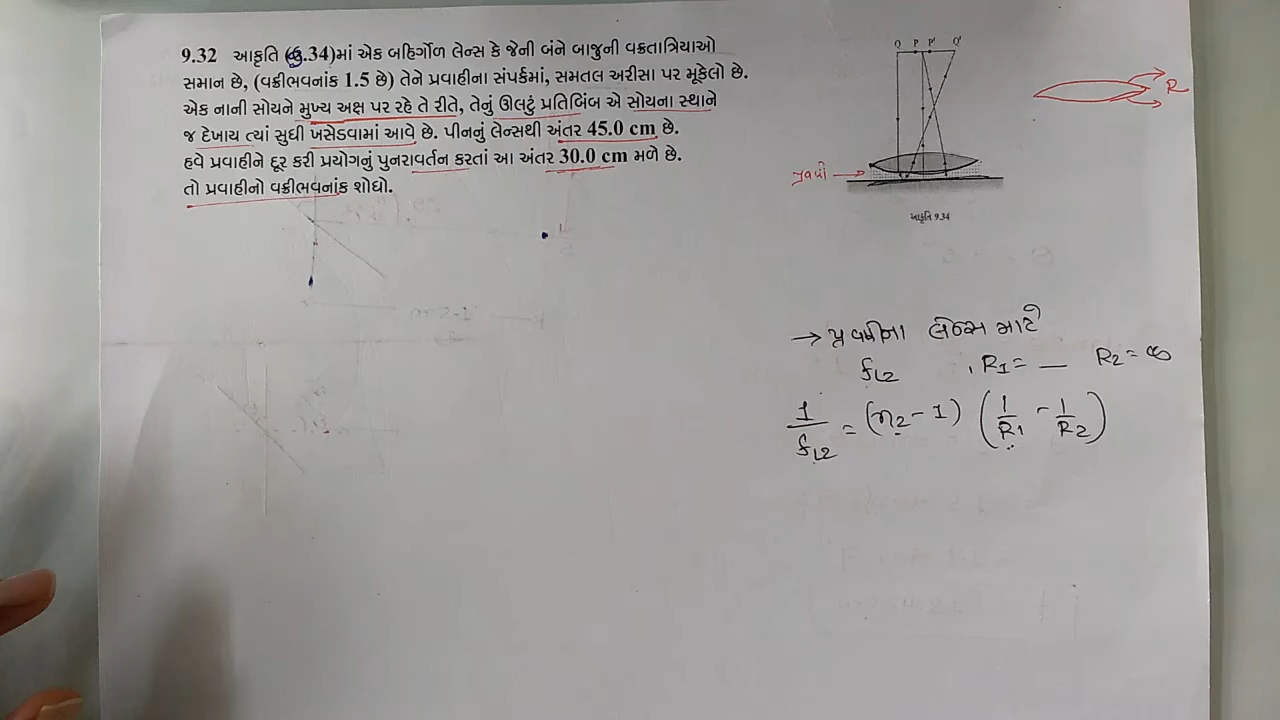 9.32 આકૃતિ (9.34)માં એક બહિર્ગોળ લેન્સ કે જેની બંને બાજુની વક્રતાત્રિયાઓ
સમાન છે, (વક્રીભવનાંક 1.5 છે) તેને પ્રવાહીના સંપર્કમાં, સમતલ અરીસા પર મૂકેલો છે.
એક નાની સોયને મુખ્ય અક્ષ પર રહે તે રીતે, તેનું ઊલટું પ્રતિબિંબ એ સોયના સ્થાને
જ દેખાય ત્યાં સુધી ખસેડવામાં આવે છે. પીનનું લેન્સથી અંતર 45.0 cm છે.
હવે પ્રવાહીને દૂર કરી પ્રયોગનું પુનરાવર્તન કરતાં આ અંતર 30.0 cm મળે છે.
તો પ્રવાહીનો વક્રીભવનાંક શોધો.
Q P P' Q'
R
પ્રવાહી →
આકૃતિ 9.34
→ પ્રવાહીના લેન્સ માટે
fL2 , R1 = — R2 = ∞
1/fL2 = (n2 - 1) (1/R1 - 1/R2)